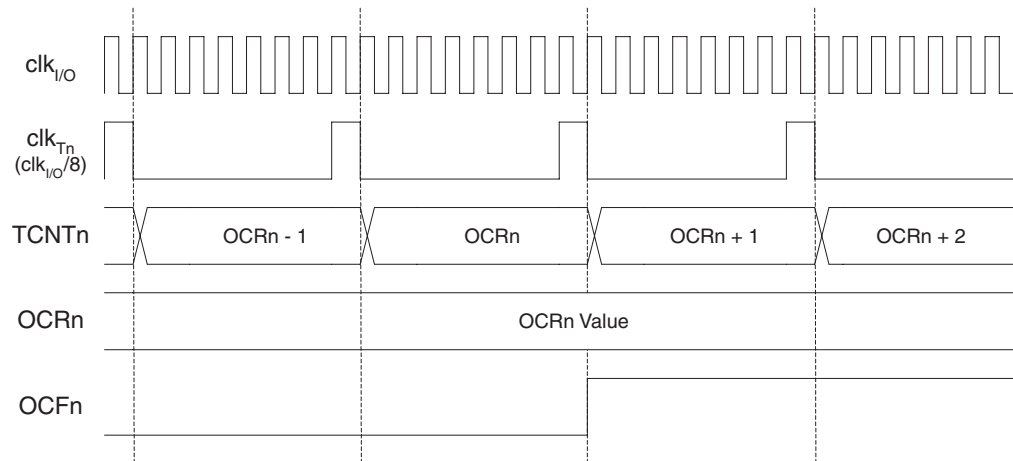 clkI/O
clkTn
(clkI/O/8)
TCNTn
OCRn - 1
OCRn
OCRn + 1
OCRn + 2
OCRn
OCRn Value
OCFn